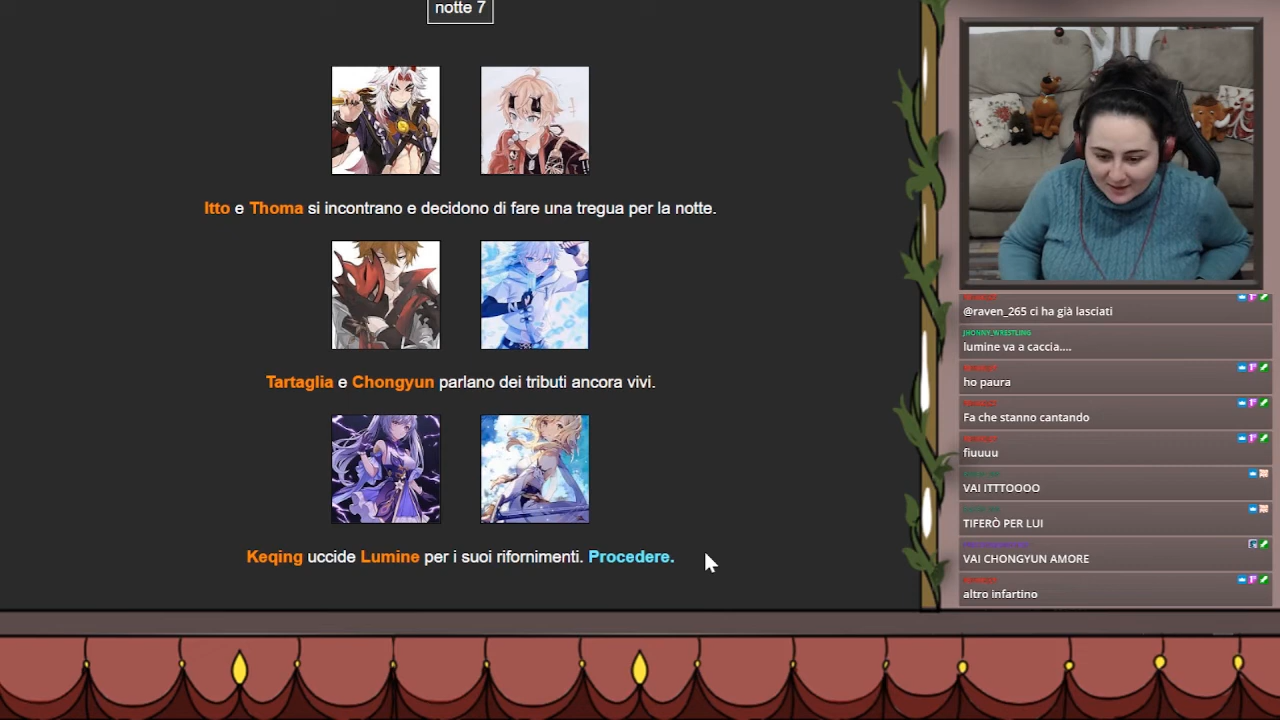 notte 7
Itto e Thoma si incontrano e decidono di fare una tregua per la notte.
Tartaglia e Chongyun parlano dei tributi ancora vivi.
Keqing uccide Lumine per i suoi rifornimenti. Procedere.
@raven_265 ci ha già lasciati
JHONNY_WRESTLING
lumine va a caccia....
ho paura
Fa che stanno cantando
fiuuuu
VAI ITTTOOOO
TIFERÒ PER LUI
VAI CHONGYUN AMORE
altro infartino